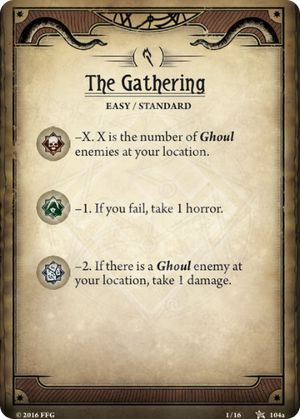 The Gathering
EASY / STANDARD
–X. X is the number of Ghoul
enemies at your location.
–1. If you fail, take 1 horror.
–2. If there is a Ghoul enemy at
your location, take 1 damage.
© 2016 FFG 1/16 104a